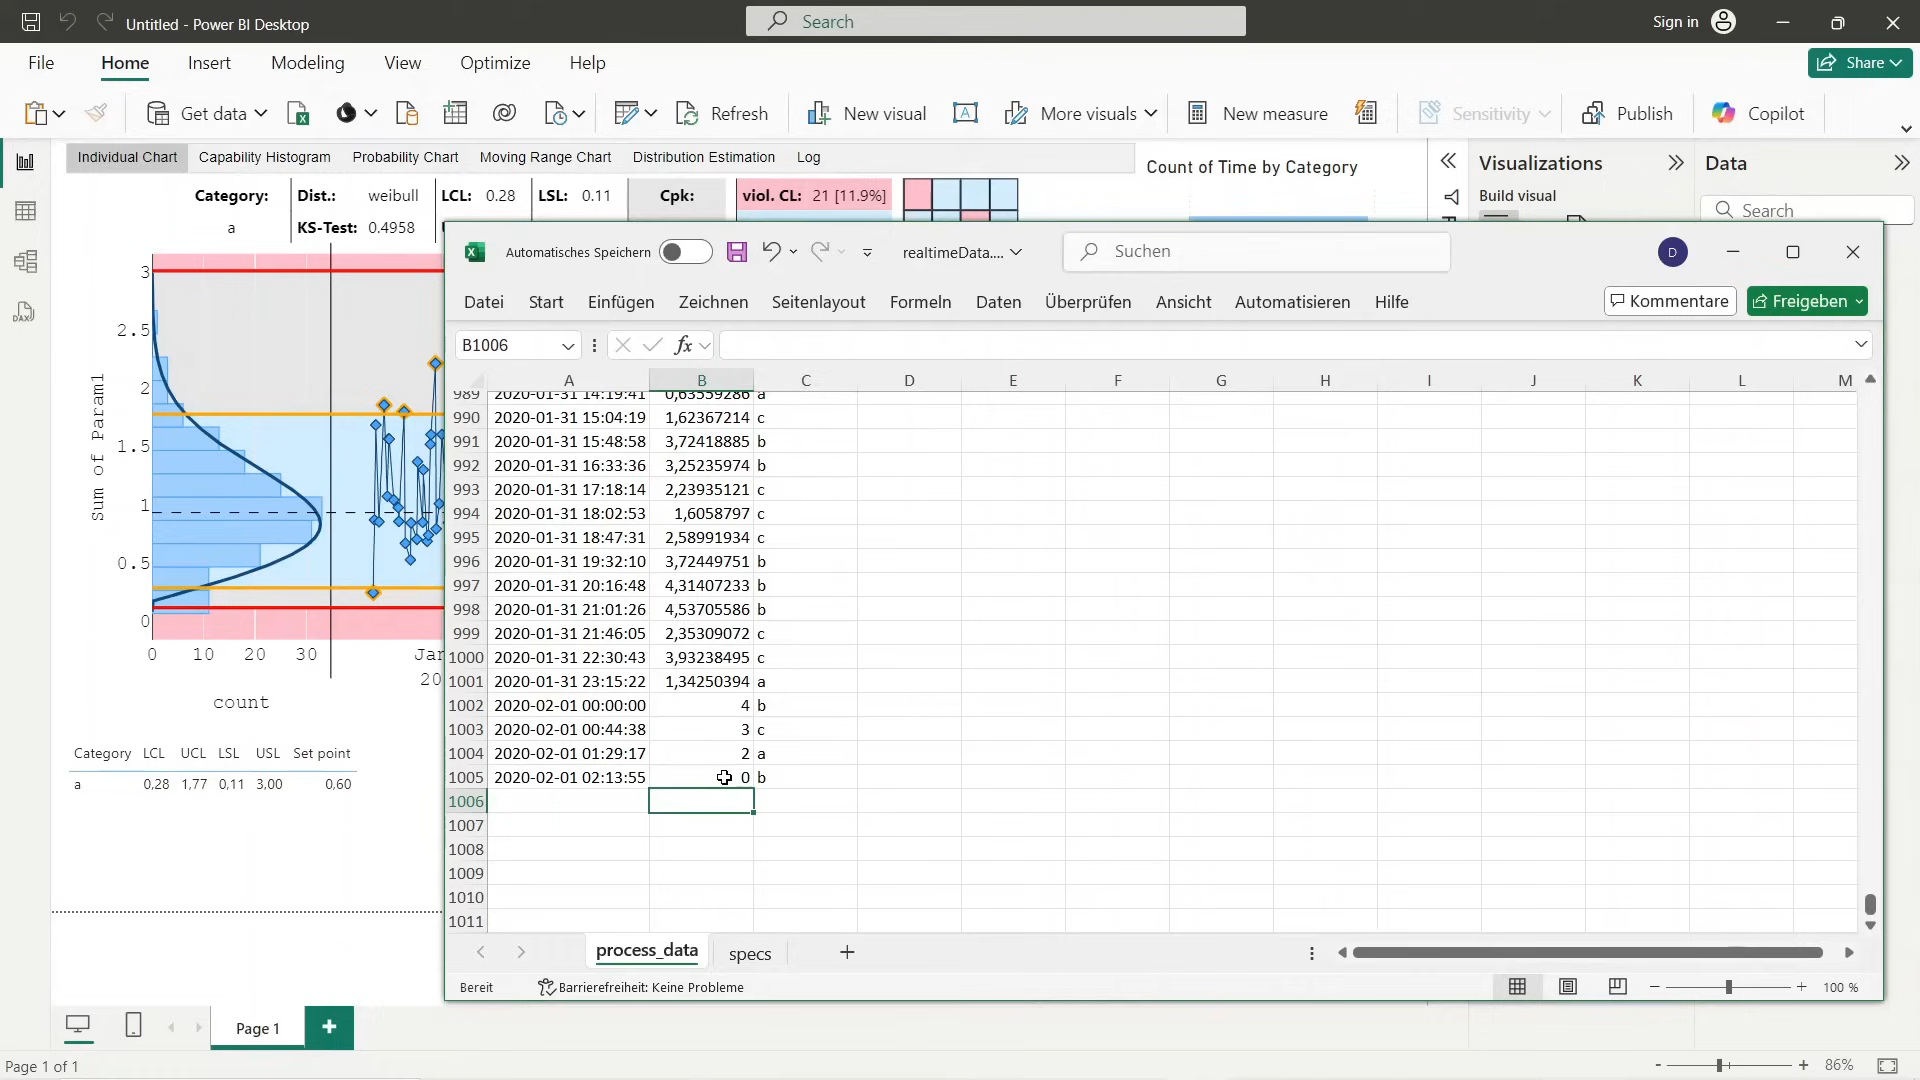 Untitled - Power BI Desktop
Search
Sign in
File
Home
Insert
Modeling
View
Optimize
Help
Share
Get data
Refresh
New visual
More visuals
New measure
Sensitivity
Publish
Copilot
Individual Chart
Capability Histogram
Probability Chart
Moving Range Chart
Distribution Estimation
Log
Count of Time by Category
Visualizations
Data
Build visual
Search
Category:
a
Dist.: weibull
KS-Test: 0.4958
LCL: 0.28
LSL: 0.11
Cpk:
viol. CL: 21 [11.9%]
Sum of Param1
3
2.5
2
1.5
1
0.5
0
0 10 20 30
Jan
20
count
Category LCL UCL LSL USL Set point
a 0,28 1,77 0,11 3,00 0,60
Automatisches Speichern
realtimeData....
Suchen
D
Datei
Start
Einfügen
Zeichnen
Seitenlayout
Formeln
Daten
Überprüfen
Ansicht
Automatisieren
Hilfe
Kommentare
Freigeben
B1006
fx
A B C D E F G H I J K L M
989 2020-01-31 14:19:41 0,63559286 a
990 2020-01-31 15:04:19 1,62367214 c
991 2020-01-31 15:48:58 3,72418885 b
992 2020-01-31 16:33:36 3,25235974 b
993 2020-01-31 17:18:14 2,23935121 c
994 2020-01-31 18:02:53 1,6058797 c
995 2020-01-31 18:47:31 2,58991934 c
996 2020-01-31 19:32:10 3,72449751 b
997 2020-01-31 20:16:48 4,31407233 b
998 2020-01-31 21:01:26 4,53705586 b
999 2020-01-31 21:46:05 2,35309072 c
1000 2020-01-31 22:30:43 3,93238495 c
1001 2020-01-31 23:15:22 1,34250394 a
1002 2020-02-01 00:00:00 4 b
1003 2020-02-01 00:44:38 3 c
1004 2020-02-01 01:29:17 2 a
1005 2020-02-01 02:13:55 0 b
1006
1007
1008
1009
1010
1011
process_data
specs
Bereit
Barrierefreiheit: Keine Probleme
100 %
Page 1
Page 1 of 1
86%